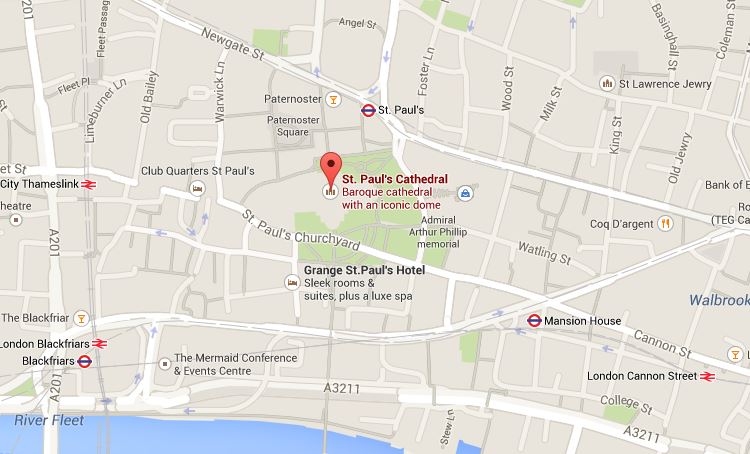 Fleet Passag
Angel St
Newgate St
Basinghall St
Coleman St
Fleet Pl
Limeburner Ln
Old Bailey
Warwick Ln
Foster Ln
Wood St
Milk St
St Lawrence Jewry
Paternoster
St. Paul's
Paternoster
Square
King St
Old Jewry
eet St
Club Quarters St Paul's
City Thameslink
St. Paul's Cathedral
Baroque cathedral
with an iconic dome
Bank of E
heatre
Admiral
Arthur Phillip
memorial
Coq D'argent
Ro
(TEG Ca
A201
St. Paul's Churchyard
Watling St
Grange St.Paul's Hotel
Sleek rooms &
suites, plus a luxe spa
Walbrook
The Blackfriar
Mansion House
Cannon St
London Blackfriars
Blackfriars
The Mermaid Conference
& Events Centre
London Cannon Street
A201
A3211
College St
River Fleet
Stew Ln
A3211